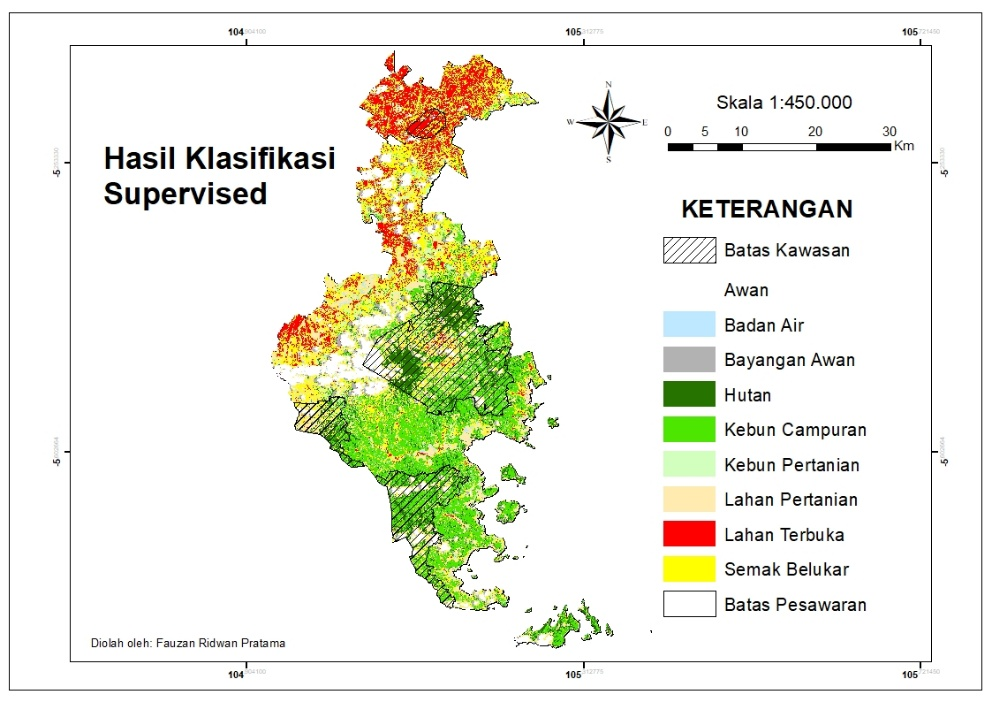 104
105
105
Hasil Klasifikasi
Supervised
N
W
E
S
Skala 1:450.000
0 5 10 20 30
Km
KETERANGAN
Batas Kawasan
Awan
Badan Air
Bayangan Awan
Hutan
Kebun Campuran
Kebun Pertanian
Lahan Pertanian
Lahan Terbuka
Semak Belukar
Batas Pesawaran
-5
-5
-5
-5
Diolah oleh: Fauzan Ridwan Pratama
104
105
105